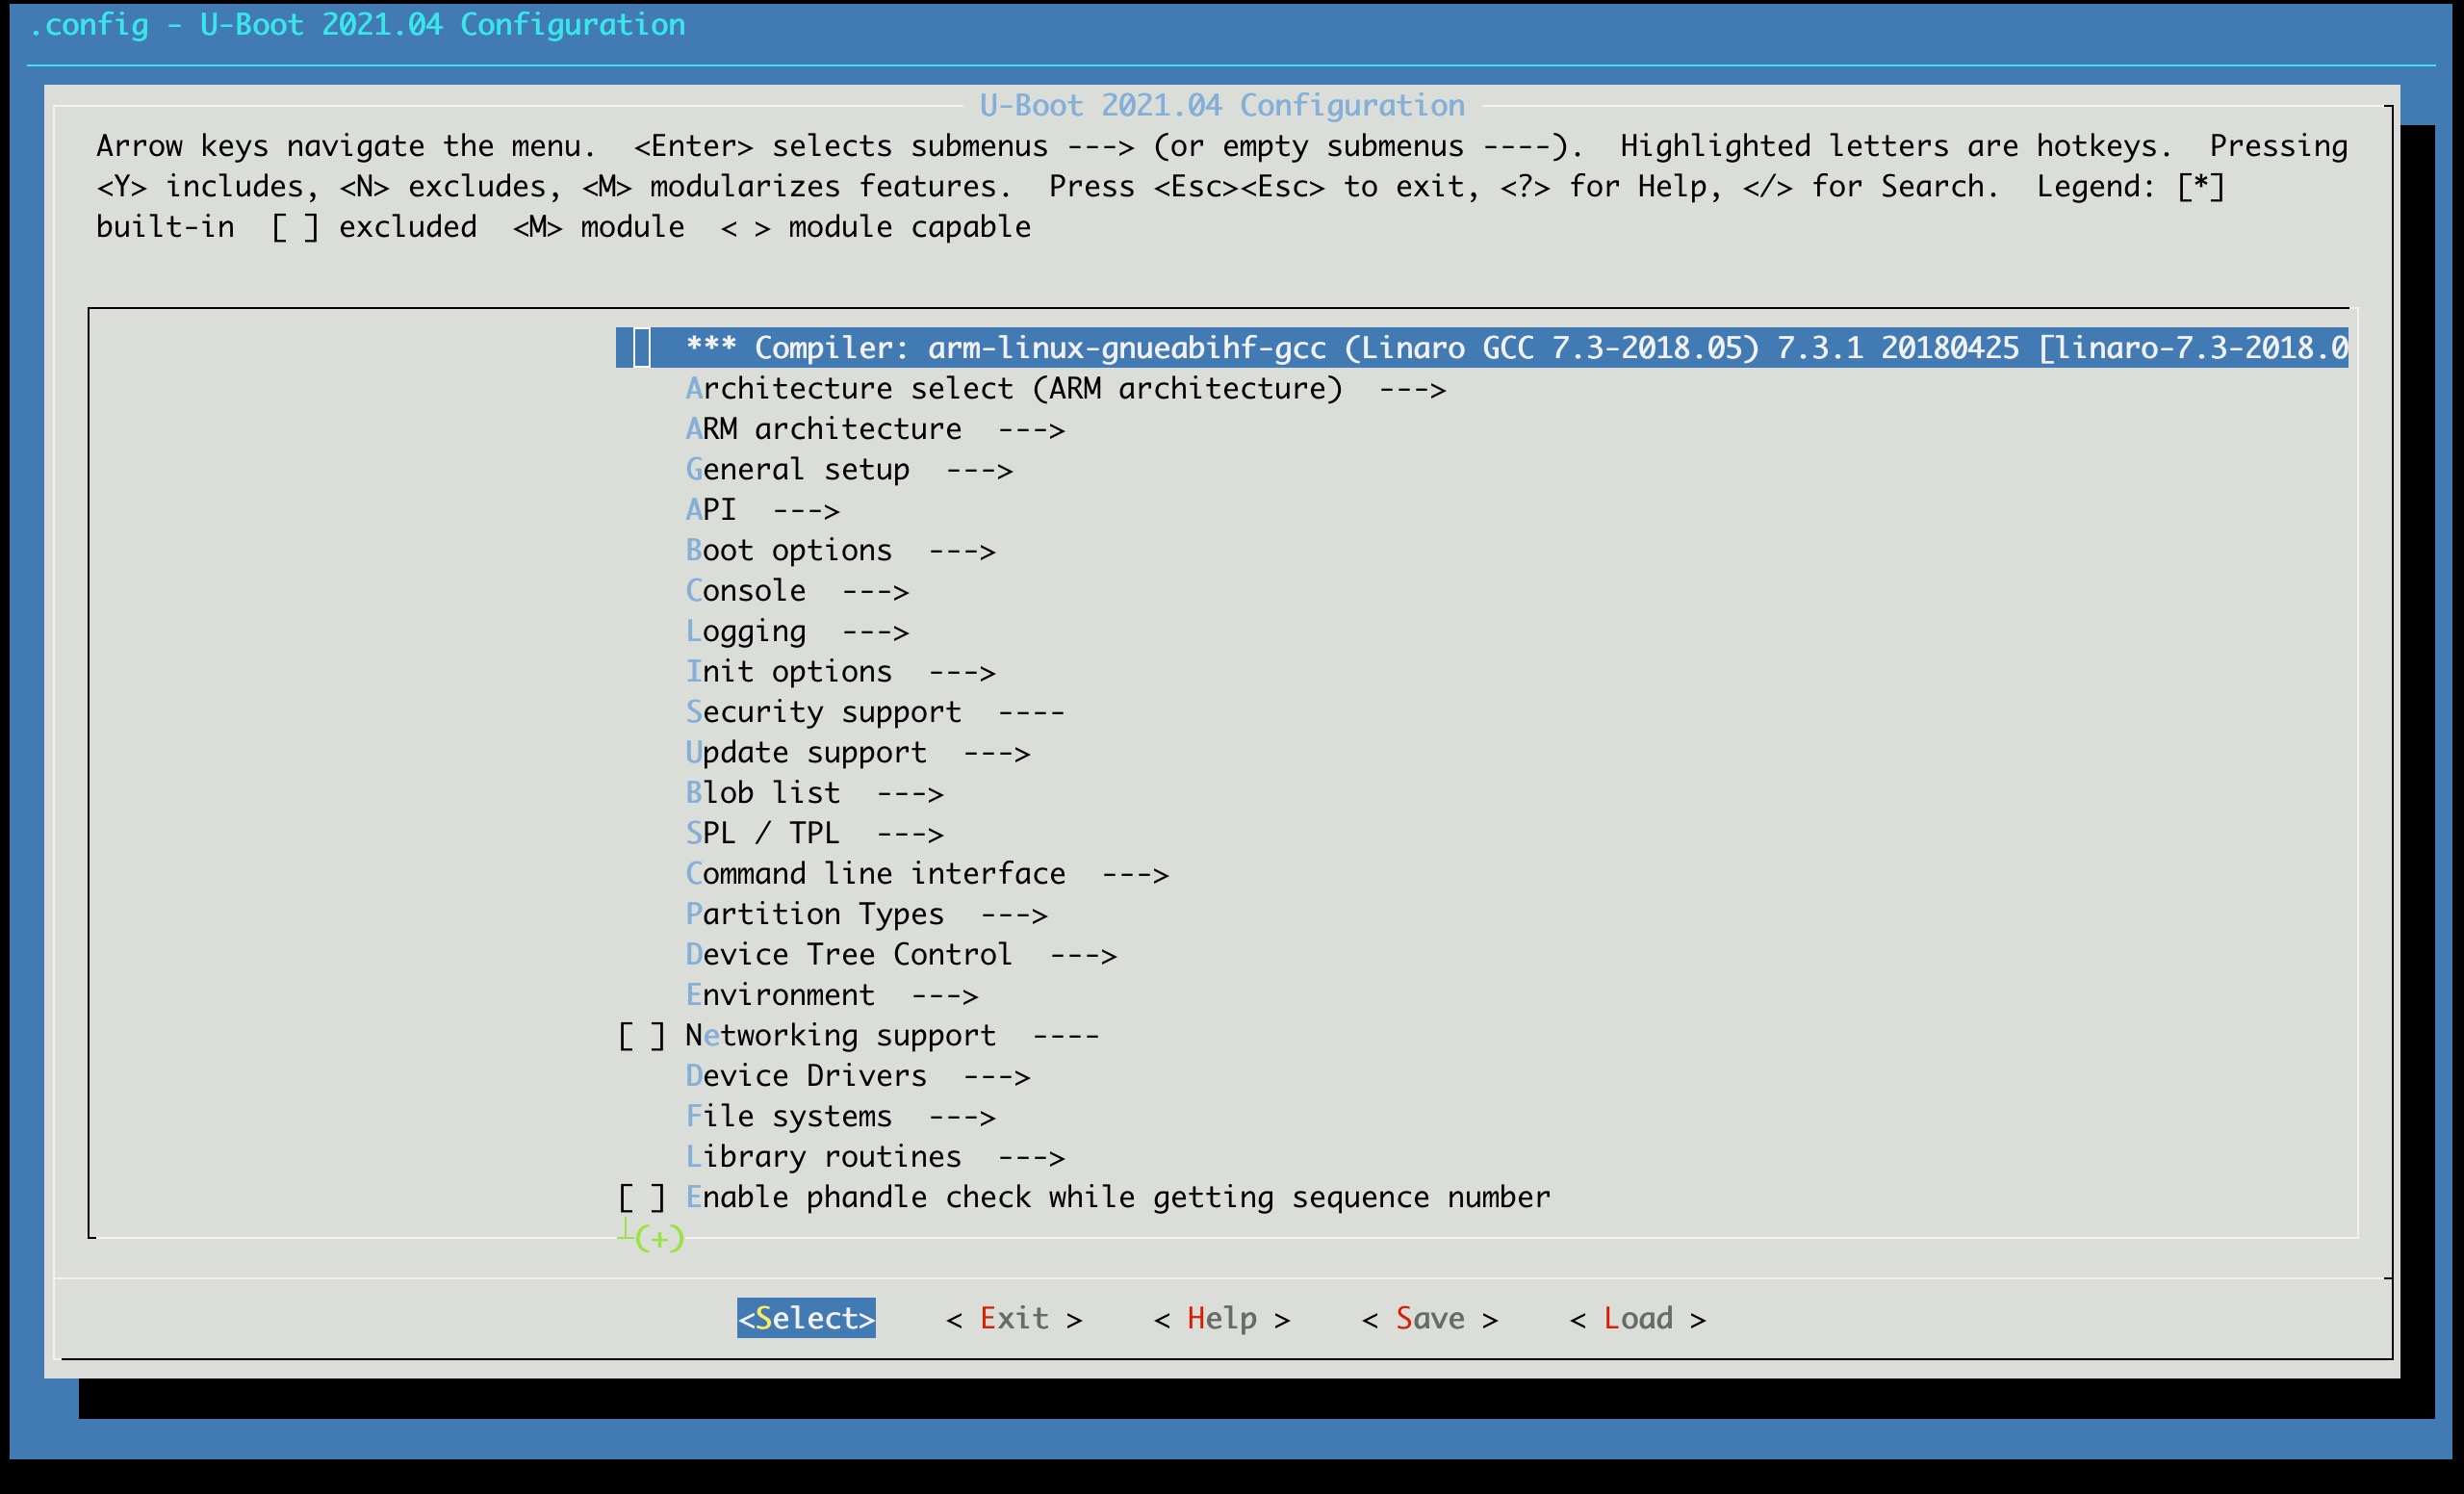 .config - U-Boot 2021.04 Configuration
U-Boot 2021.04 Configuration
Arrow keys navigate the menu.  <Enter> selects submenus ---> (or empty submenus ----).  Highlighted letters are hotkeys.  Pressing
<Y> includes, <N> excludes, <M> modularizes features.  Press <Esc><Esc> to exit, <?> for Help, </> for Search.  Legend: [*]
built-in  [ ] excluded  <M> module  < > module capable
*** Compiler: arm-linux-gnueabihf-gcc (Linaro GCC 7.3-2018.05) 7.3.1 20180425 [linaro-7.3-2018.0
Architecture select (ARM architecture)  --->
ARM architecture  --->
General setup  --->
API  --->
Boot options  --->
Console  --->
Logging  --->
Init options  --->
Security support  ----
Update support  --->
Blob list  --->
SPL / TPL  --->
Command line interface  --->
Partition Types  --->
Device Tree Control  --->
Environment  --->
[ ] Networking support  ----
Device Drivers  --->
File systems  --->
Library routines  --->
[ ] Enable phandle check while getting sequence number
┴(+)
<Select>    < Exit >    < Help >    < Save >    < Load >